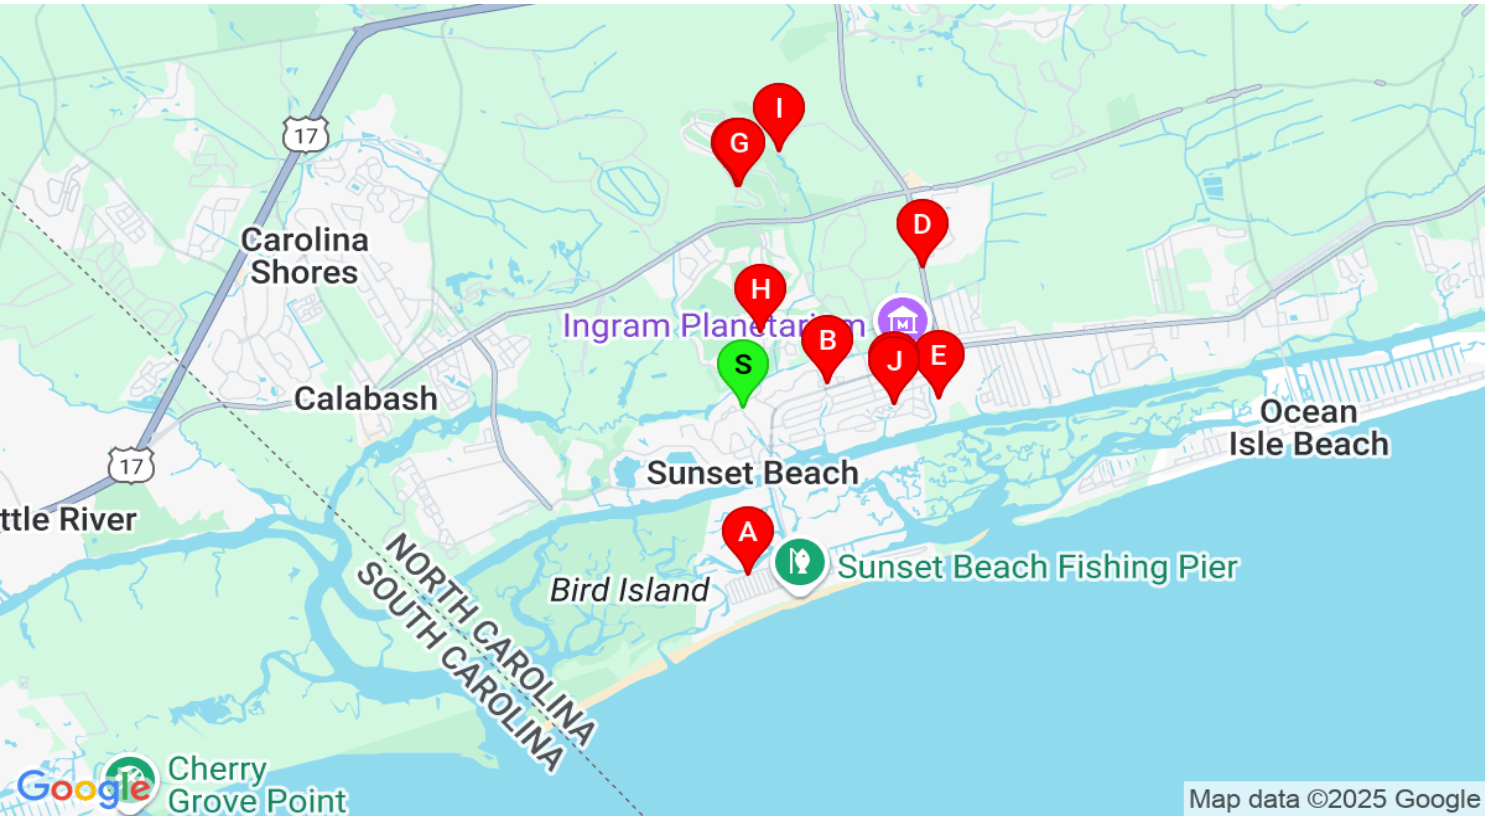 I
G
17
D
Carolina
Shores
H
Ingram Planetarium
B
S
J
E
Calabash
Ocean
Isle Beach
17
Sunset Beach
ttle River
A
Sunset Beach Fishing Pier
Bird Island
NORTH CAROLINA
SOUTH CAROLINA
Cherry
Grove Point
Google
Map data ©2025 Google